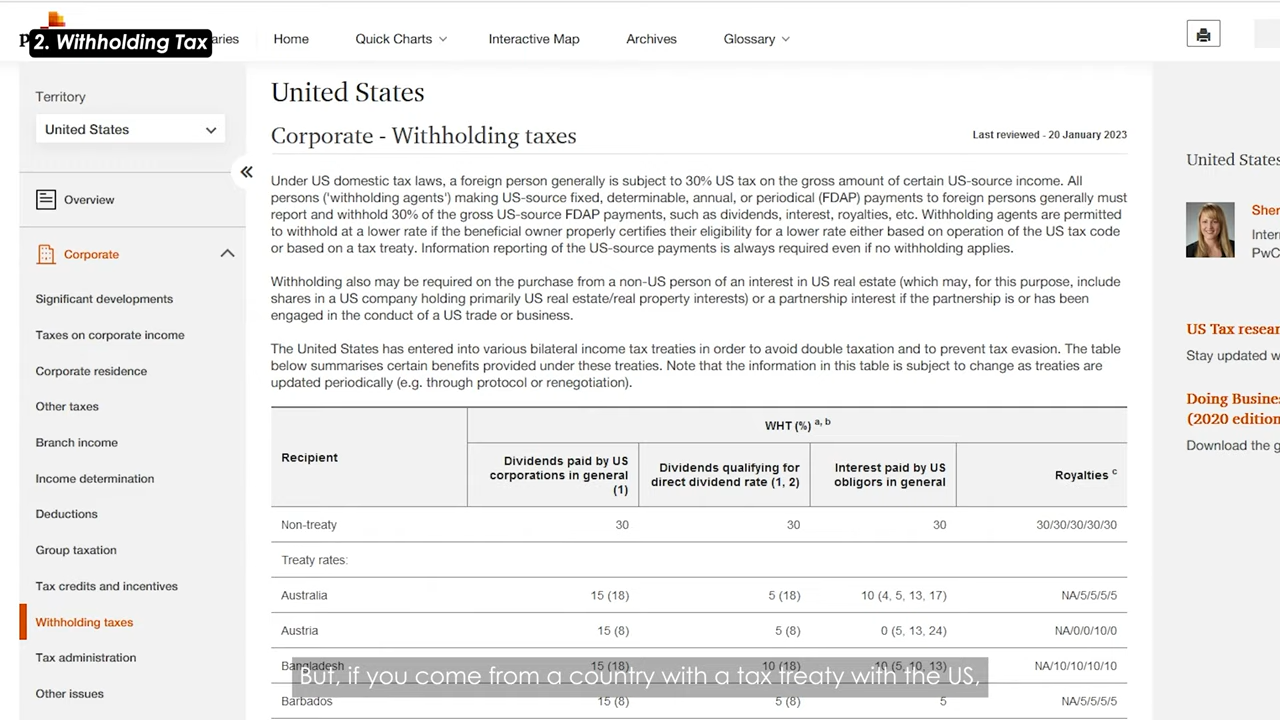 2. Withholding Tax
Home
Quick Charts
Interactive Map
Archives
Glossary
Territory
United States
Overview
Corporate
Significant developments
Taxes on corporate income
Corporate residence
Other taxes
Branch income
Income determination
Deductions
Group taxation
Tax credits and incentives
Withholding taxes
Tax administration
Other issues
United States
Corporate - Withholding taxes
Last reviewed - 20 January 2023
Under US domestic tax laws, a foreign person generally is subject to 30% US tax on the gross amount of certain US-source income. All
persons ('withholding agents') making US-source fixed, determinable, annual, or periodical (FDAP) payments to foreign persons generally must
report and withhold 30% of the gross US-source FDAP payments, such as dividends, interest, royalties, etc. Withholding agents are permitted
to withhold at a lower rate if the beneficial owner properly certifies their eligibility for a lower rate either based on operation of the US tax code
or based on a tax treaty. Information reporting of the US-source payments is always required even if no withholding applies.
Withholding also may be required on the purchase from a non-US person of an interest in US real estate (which may, for this purpose, include
shares in a US company holding primarily US real estate/real property interests) or a partnership interest if the partnership is or has been
engaged in the conduct of a US trade or business.
The United States has entered into various bilateral income tax treaties in order to avoid double taxation and to prevent tax evasion. The table
below summarises certain benefits provided under these treaties. Note that the information in this table is subject to change as treaties are
updated periodically (e.g. through protocol or renegotiation).
Recipient
WHT (%) a, b
Dividends paid by US
corporations in general
(1)
Dividends qualifying for
direct dividend rate (1, 2)
Interest paid by US
obligors in general
Royalties c
Non-treaty 30 30 30 30/30/30/30/30
Treaty rates:
Australia 15 (18) 5 (18) 10 (4, 5, 13, 17) NA/5/5/5/5
Austria 15 (8) 5 (8) 0 (5, 13, 24) NA/0/0/10/0
Bangladesh 15 (18) 10 (18) 10 (5, 10, 13) NA/10/10/10/10
But, if you come from a country with a tax treaty with the US,
Barbados 15 (8) 5 (8) 5 NA/5/5/5/5
United States
Sher
Inter
PwC
US Tax resear
Stay updated w
Doing Busine
(2020 edition
Download the g